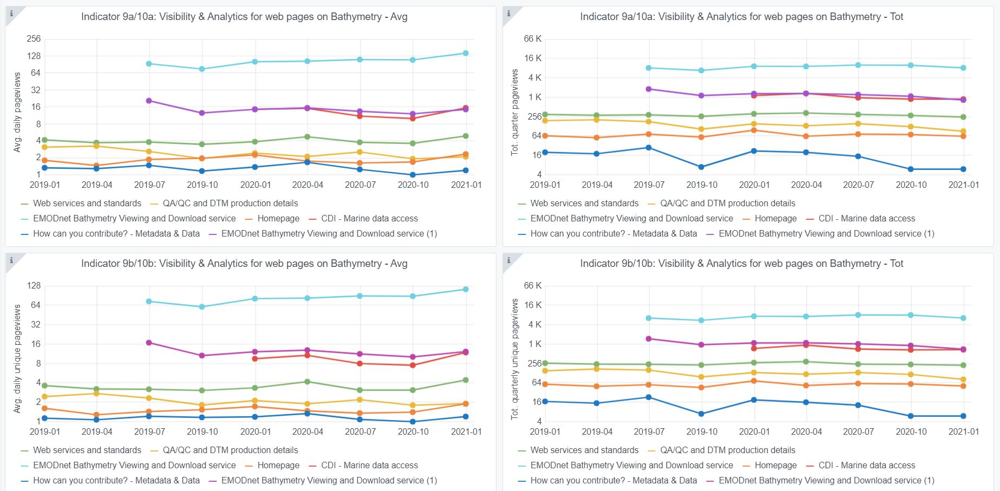 Indicator 9a/10a: Visibility & Analytics for web pages on Bathymetry - Avg
Avg. daily pageviews
256
128
64
32
16
8
4
2
1
2019-01 2019-04 2019-07 2019-10 2020-01 2020-04 2020-07 2020-10 2021-01
Web services and standards QA/QC and DTM production details
EMODnet Bathymetry Viewing and Download service Homepage CDI - Marine data access
How can you contribute? - Metadata & Data EMODnet Bathymetry Viewing and Download service (1)
Indicator 9a/10a: Visibility & Analytics for web pages on Bathymetry - Tot
Tot. quarter pageviews
66 K
16 K
4 K
1 K
256
64
16
4
2019-01 2019-04 2019-07 2019-10 2020-01 2020-04 2020-07 2020-10 2021-01
Web services and standards QA/QC and DTM production details
EMODnet Bathymetry Viewing and Download service Homepage CDI - Marine data access
How can you contribute? - Metadata & Data EMODnet Bathymetry Viewing and Download service (1)
Indicator 9b/10b: Visibility & Analytics for web pages on Bathymetry - Avg
Avg. daily unique pageviews
128
64
32
16
8
4
2
1
2019-01 2019-04 2019-07 2019-10 2020-01 2020-04 2020-07 2020-10 2021-01
Web services and standards QA/QC and DTM production details
EMODnet Bathymetry Viewing and Download service Homepage CDI - Marine data access
How can you contribute? - Metadata & Data EMODnet Bathymetry Viewing and Download service (1)
Indicator 9b/10b: Visibility & Analytics for web pages on Bathymetry - Tot
Tot. quarterly unique pageviews
66 K
16 K
4 K
1 K
256
64
16
4
2019-01 2019-04 2019-07 2019-10 2020-01 2020-04 2020-07 2020-10 2021-01
Web services and standards QA/QC and DTM production details
EMODnet Bathymetry Viewing and Download service Homepage CDI - Marine data access
How can you contribute? - Metadata & Data EMODnet Bathymetry Viewing and Download service (1)